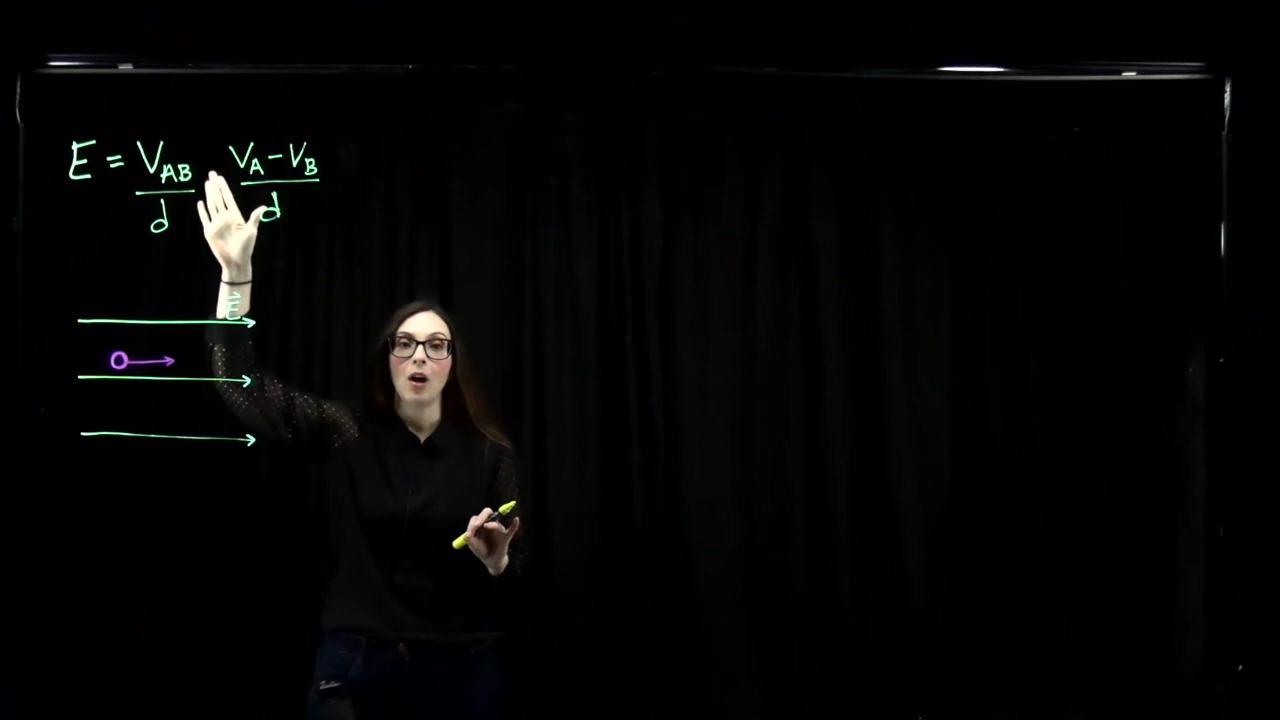 E = V_AB / d  V_A - V_B / d
E⃗